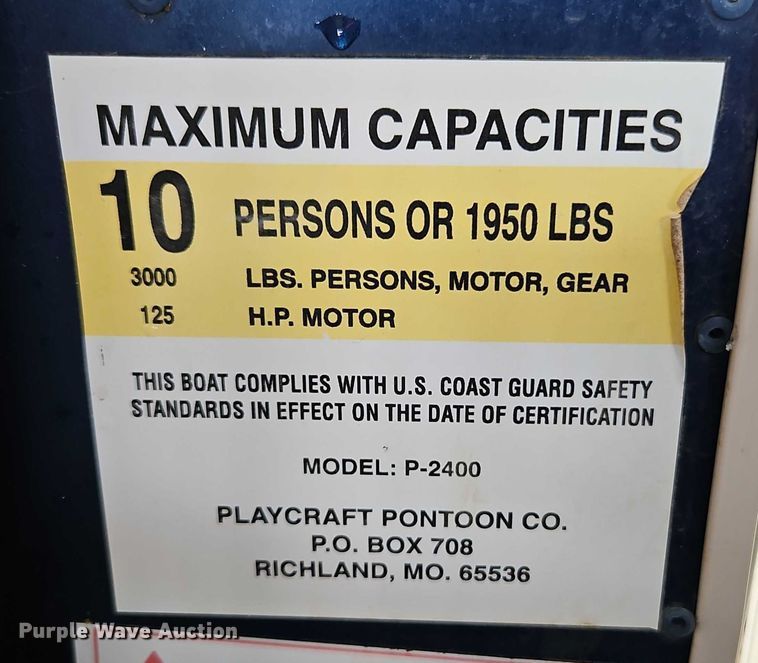 MAXIMUM CAPACITIES
10 PERSONS OR 1950 LBS
3000 LBS. PERSONS, MOTOR, GEAR
125 H.P. MOTOR
THIS BOAT COMPLIES WITH U.S. COAST GUARD SAFETY
STANDARDS IN EFFECT ON THE DATE OF CERTIFICATION
MODEL: P-2400
PLAYCRAFT PONTOON CO.
P.O. BOX 708
RICHLAND, MO. 65536
Purple Wave Auction